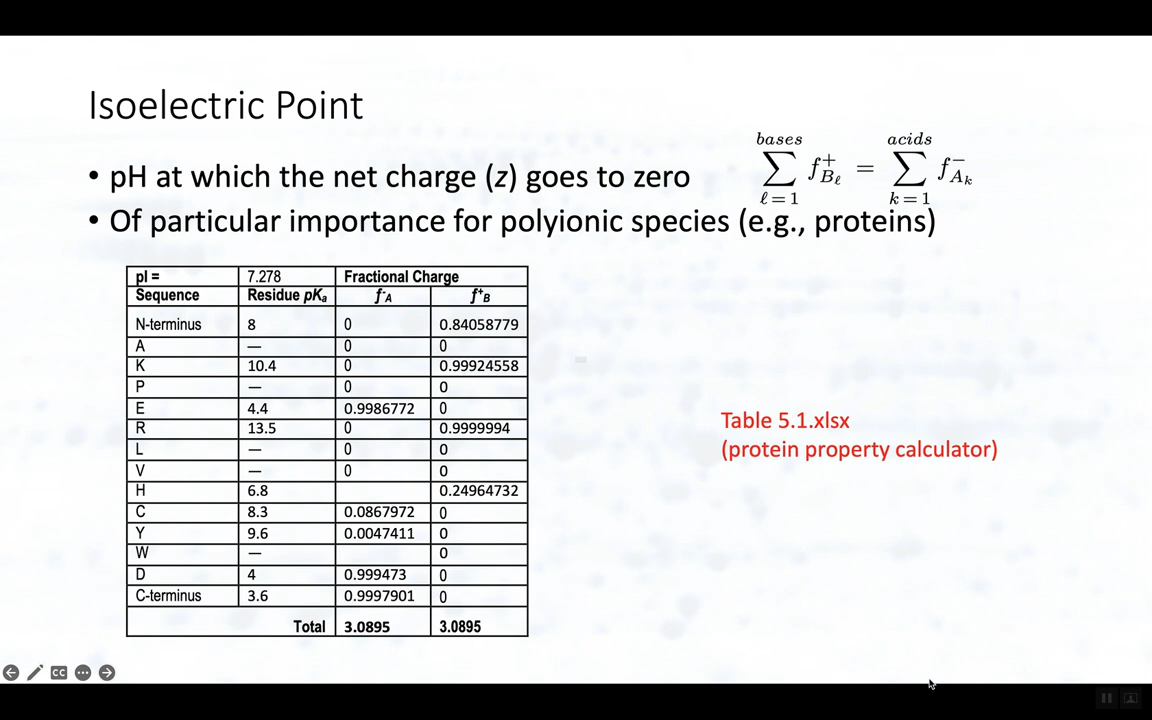 Isoelectric Point
• pH at which the net charge (z) goes to zero
bases acids
∑ f⁺_Bℓ = ∑ f⁻_Aₖ
ℓ=1 k=1
• Of particular importance for polyionic species (e.g., proteins)
pI = 7.278 Fractional Charge
Sequence Residue pKₐ f⁻A f⁺B
N-terminus 8 0 0.84058779
A — 0 0
K 10.4 0 0.99924558
P — 0 0
E 4.4 0.9986772 0
R 13.5 0 0.9999994
L — 0 0
V — 0 0
H 6.8 0.24964732
C 8.3 0.0867972 0
Y 9.6 0.0047411 0
W — 0
D 4 0.999473 0
C-terminus 3.6 0.9997901 0
Total 3.0895 3.0895
Table 5.1.xlsx
(protein property calculator)
CC